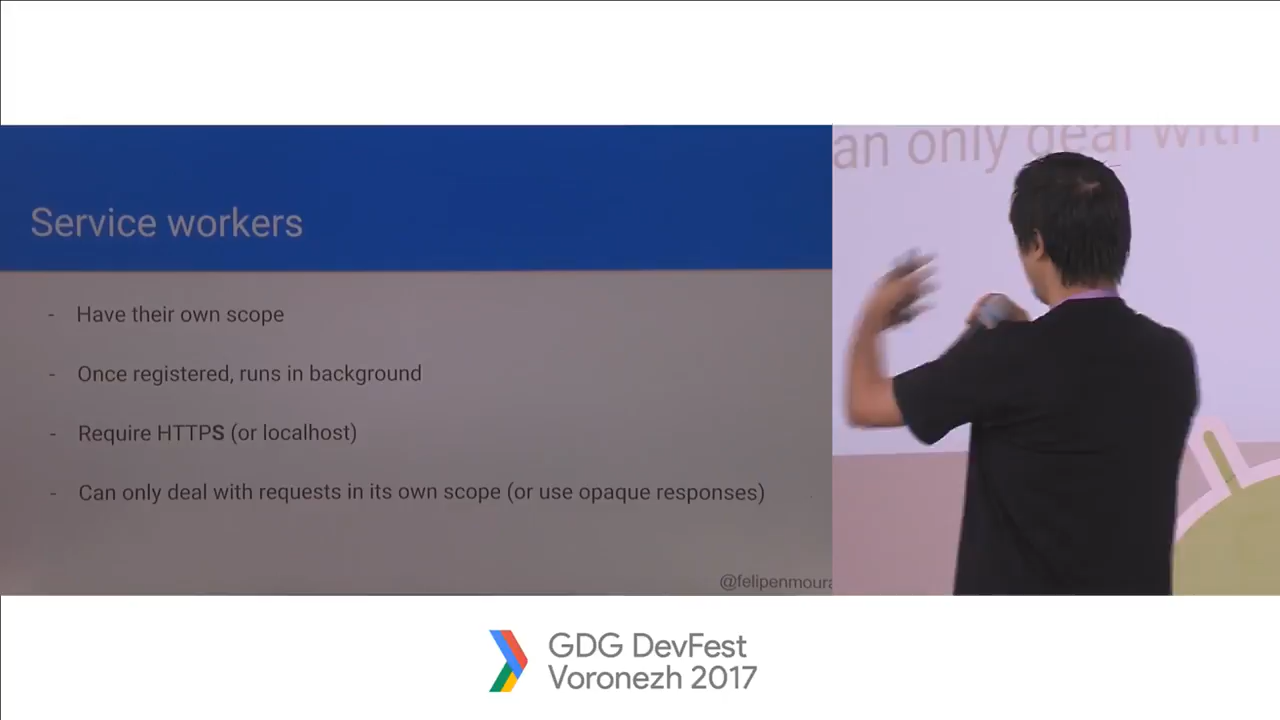 Service workers
- Have their own scope
- Once registered, runs in background
- Require HTTPS (or localhost)
- Can only deal with requests in its own scope (or use opaque responses)
@felipenmoura
an only deal with
GDG DevFest
Voronezh 2017